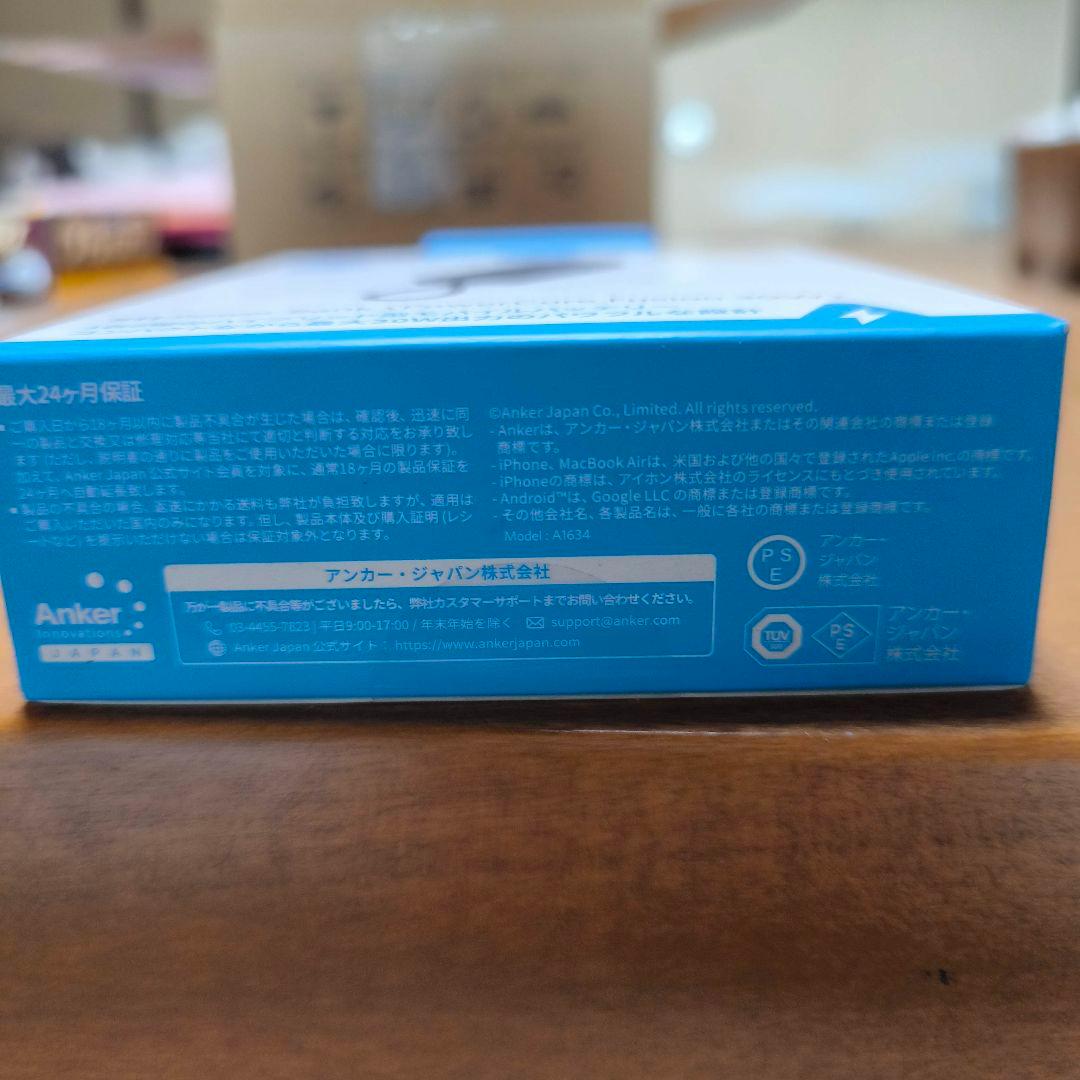 最大24ヶ月保証
•ご購入日から18ヶ月以内に製品不具合が生じた場合は、確認後、迅速に同
一の製品と交換又は修理対応等当社にて適切と判断する対応をお承り致し
ます(ただし、説明書の通りに製品をご使用いただいた場合に限ります)。
加えて、Anker Japan 公式サイト会員を対象に、通常18ヶ月の製品保証を
24ヶ月へ自動延長致します。
•製品の不具合の場合、返送にかかる送料も弊社が負担致しますが、適用は
ご購入いただいた国内のみになります。但し、製品本体及び購入証明 (レシ
ートなど) を提示いただけない場合は保証対象外となります。
©Anker Japan Co., Limited. All rights reserved.
- Ankerは、アンカー・ジャパン株式会社またはその関連会社の商標または登録
商標です。
- iPhone、MacBook Airは、米国および他の国々で登録されたApple Inc.の商標です。
- iPhoneの商標は、アイホン株式会社のライセンスにもとづき使用されています。
- Android™は、Google LLC の商標または登録商標です。
- その他会社名、各製品名は、一般に各社の商標または登録商標です。
Model : A1634
アンカー・ジャパン株式会社
万が一製品に不具合等がございましたら、弊社カスタマーサポートまでお問い合わせください。
03-4455-7823 | 平日9:00-17:00 / 年末年始を除く support@anker.com
Anker Japan 公式サイト： https://www.ankerjapan.com
Anker
Innovations
JAPAN
PS
E
アンカー・
ジャパン
株式会社
TÜV
PS
E
アンカー・
ジャパン
株式会社